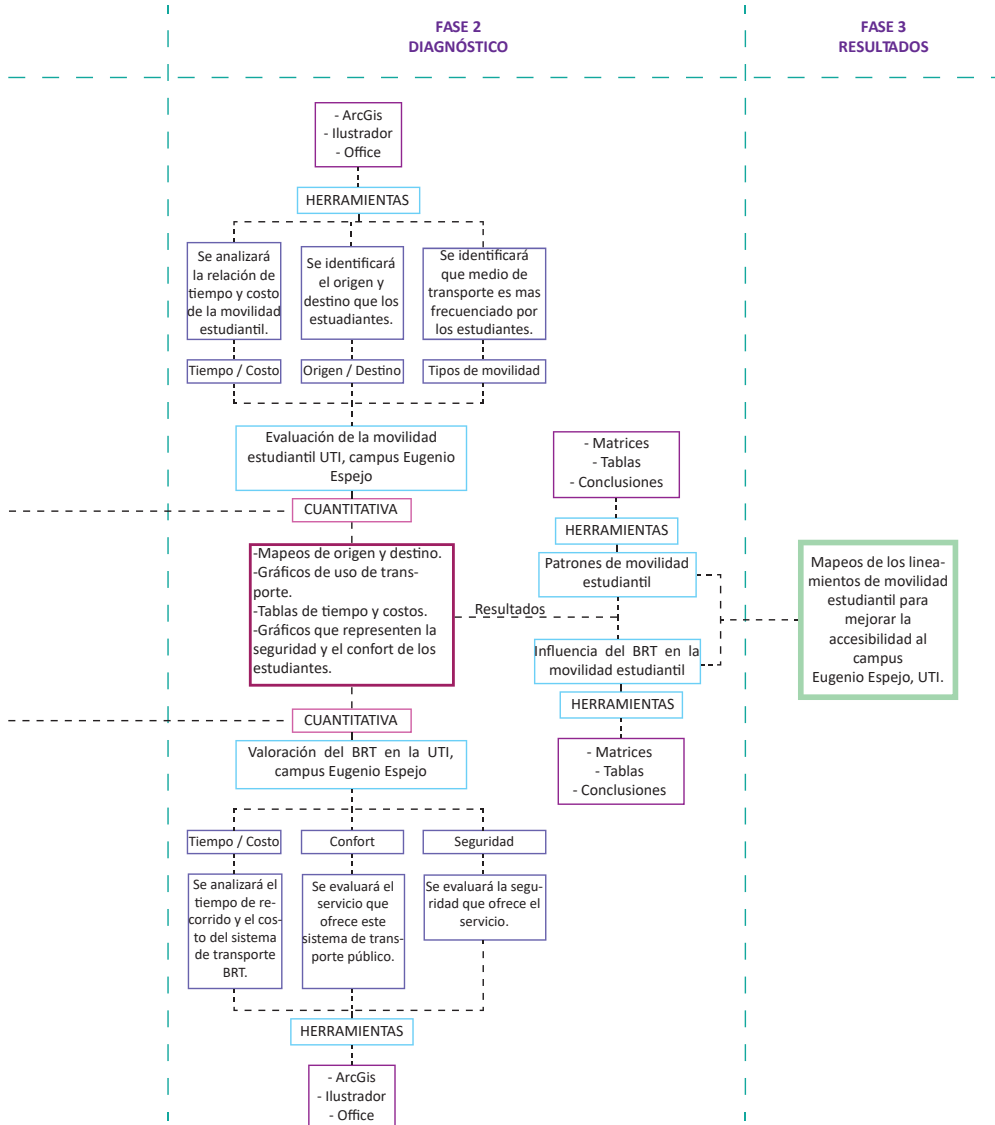 FASE 2
DIAGNÓSTICO
FASE 3
RESULTADOS
- ArcGis
- Ilustrador
- Office
HERRAMIENTAS
Se analizará
la relación de
tiempo y costo
de la movilidad
estudiantil.
Se identificará
el origen y
destino que los
estuadiantes.
Se identificará
que medio de
transporte es mas
frecuenciado por
los estudiantes.
Tiempo / Costo
Origen / Destino
Tipos de movilidad
Evaluación de la movilidad
estudiantil UTI, campus Eugenio
Espejo
CUANTITATIVA
-Mapeos de origen y destino.
-Gráficos de uso de trans-
porte.
-Tablas de tiempo y costos.
-Gráficos que representen la
seguridad y el confort de los
estudiantes.
Resultados
- Matrices
- Tablas
- Conclusiones
HERRAMIENTAS
Patrones de movilidad
estudiantil
Influencia del BRT en la
movilidad estudiantil
HERRAMIENTAS
- Matrices
- Tablas
- Conclusiones
Mapeos de los linea-
mientos de movilidad
estudiantil para
mejorar la
accesibilidad al
campus
Eugenio Espejo, UTI.
CUANTITATIVA
Valoración del BRT en la UTI,
campus Eugenio Espejo
Tiempo / Costo
Confort
Seguridad
Se analizará el
tiempo de re-
corrido y el cos-
to del sistema
de transporte
BRT.
Se evaluará el
servicio que
ofrece este
sistema de trans-
porte público.
Se evaluará la segu-
ridad que ofrece el
servicio.
HERRAMIENTAS
- ArcGis
- Ilustrador
- Office